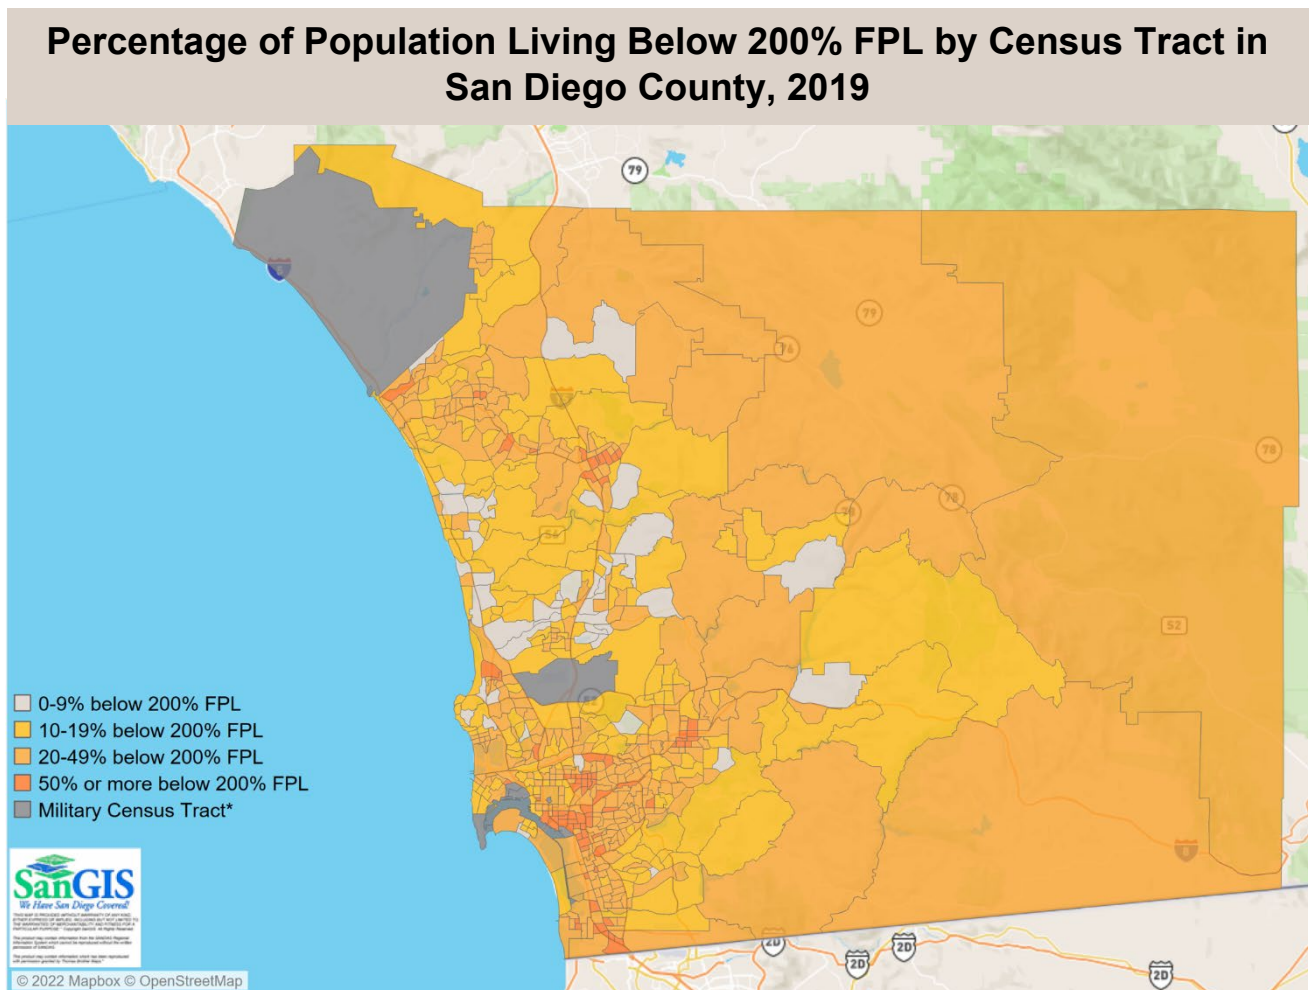 Percentage of Population Living Below 200% FPL by Census Tract in
San Diego County, 2019
79
79
76
78
78
78
56
52
52
8
0-9% below 200% FPL
10-19% below 200% FPL
20-49% below 200% FPL
50% or more below 200% FPL
Military Census Tract*
SanGIS
We Have San Diego Covered!
2D
2D
2D
2D
© 2022 Mapbox © OpenStreetMap